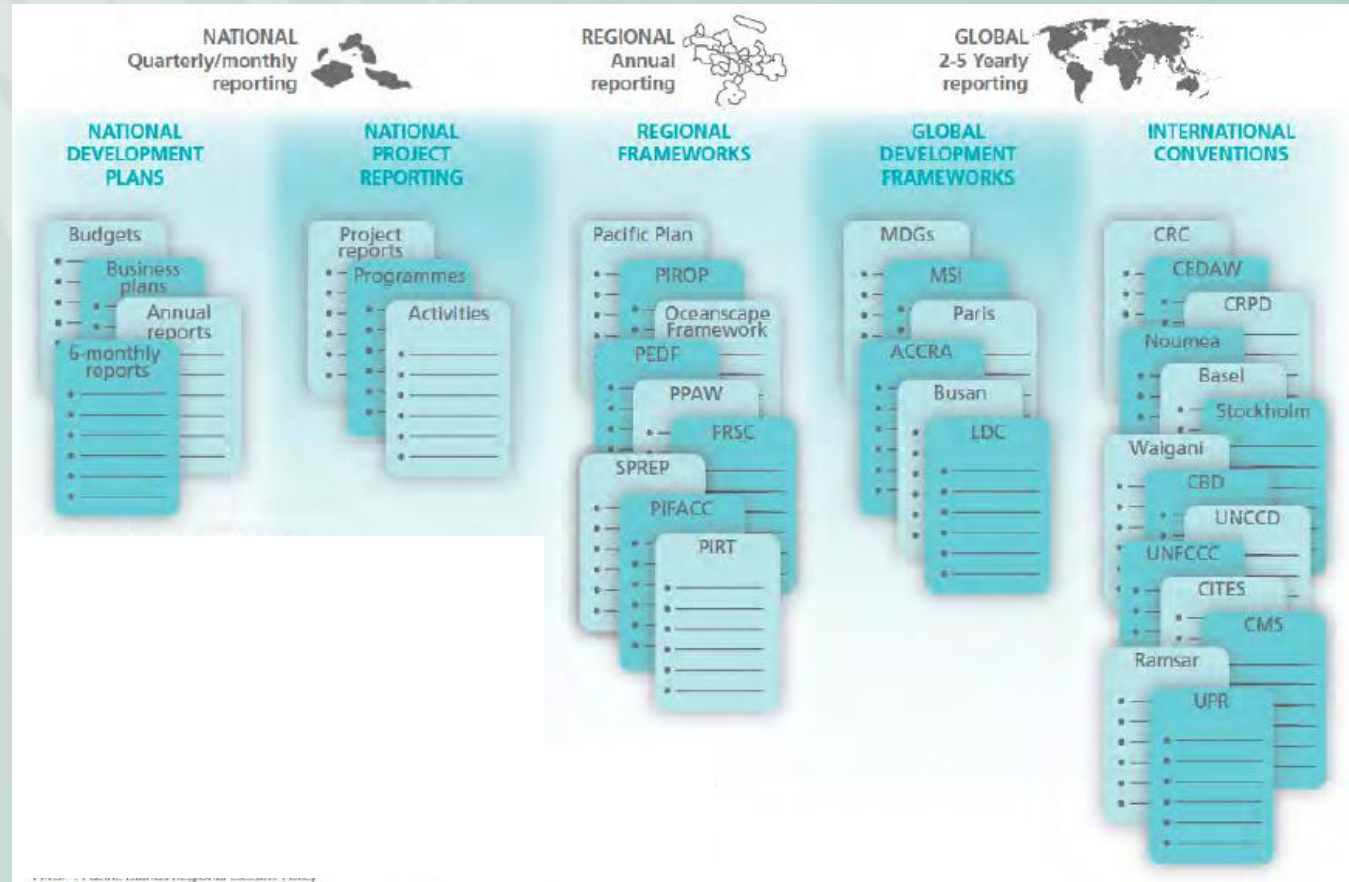 NATIONAL
Quarterly/monthly
reporting
REGIONAL
Annual
reporting
GLOBAL
2-5 Yearly
reporting
NATIONAL
DEVELOPMENT
PLANS
Budgets
Business
plans
Annual
reports
6-monthly
reports
NATIONAL
PROJECT
REPORTING
Project
reports
Programmes
Activities
REGIONAL
FRAMEWORKS
Pacific Plan
PIROP
Oceanscape
Framework
PEDF
PPAW
FRSC
SPREP
PIFACC
PIRT
GLOBAL
DEVELOPMENT
FRAMEWORKS
MDGs
MSI
Paris
ACCRA
Busan
LDC
INTERNATIONAL
CONVENTIONS
CRC
CEDAW
CRPD
Noumea
Basel
Stockholm
Waigani
CBD
UNCCD
UNFCCC
CITES
CMS
Ramsar
UPR